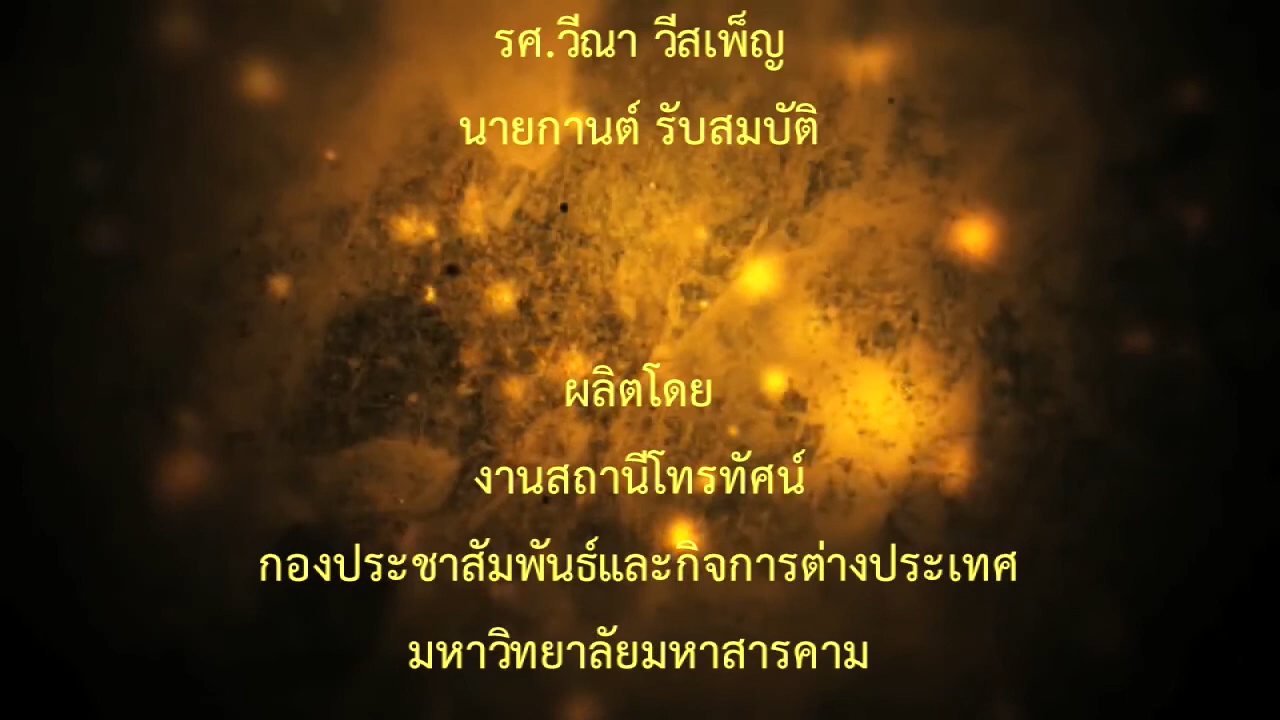 รศ.วีณา วีสเพ็ญ
นายกานต์ รับสมบัติ
ผลิตโดย
งานสถานีโทรทัศน์
กองประชาสัมพันธ์และกิจการต่างประเทศ
มหาวิทยาลัยมหาสารคาม